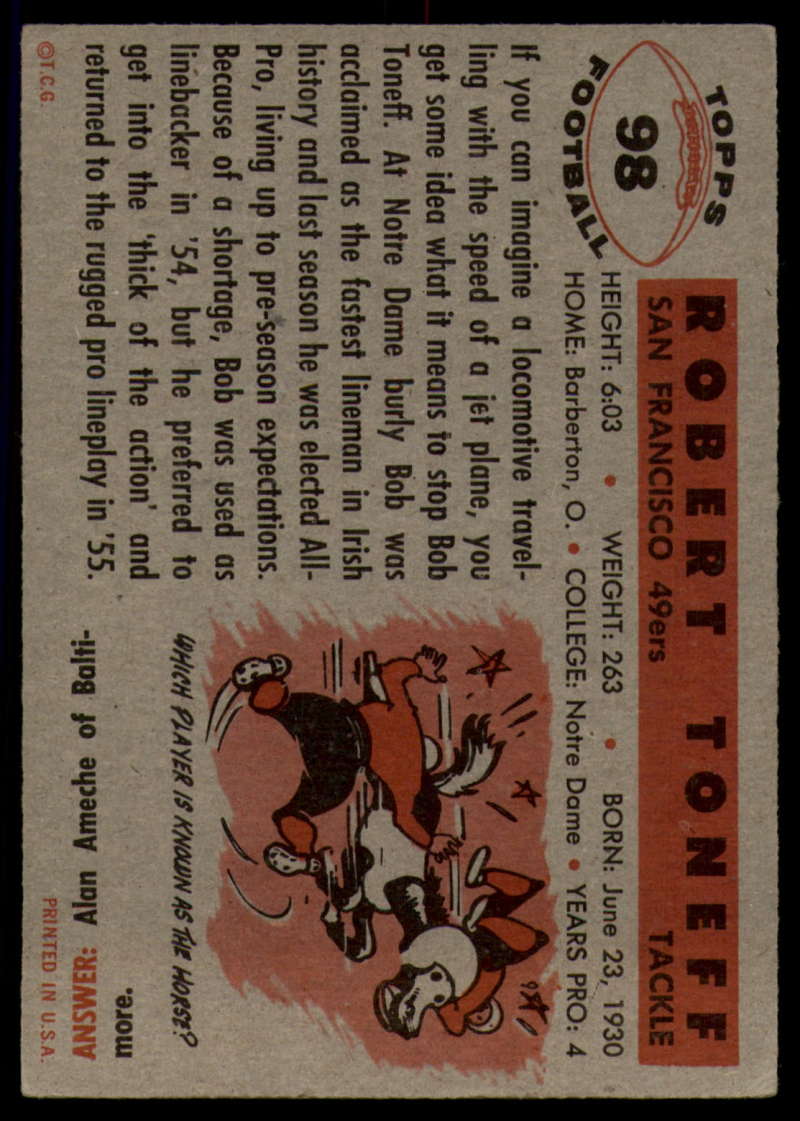 TOPPS
98
FOOTBALL
ROBERT TONEFF
SAN FRANCISCO 49ers TACKLE
HEIGHT: 6:03 • WEIGHT: 263 • BORN: June 23, 1930
HOME: Barberton, O. • COLLEGE: Notre Dame • YEARS PRO: 4
If you can imagine a locomotive travel-
ling with the speed of a jet plane, you
get some idea what it means to stop Bob
Toneff. At Notre Dame burly Bob was
acclaimed as the fastest lineman in Irish
history and last season he was elected All-
Pro, living up to pre-season expectations.
Because of a shortage, Bob was used as
linebacker in '54, but he preferred to
get into the 'thick of the action' and
returned to the rugged pro lineplay in '55.
WHICH PLAYER IS KNOWN AS THE HORSE?
ANSWER: Alan Ameche of Balti-
more.
©T.C.G.
PRINTED IN U.S.A.